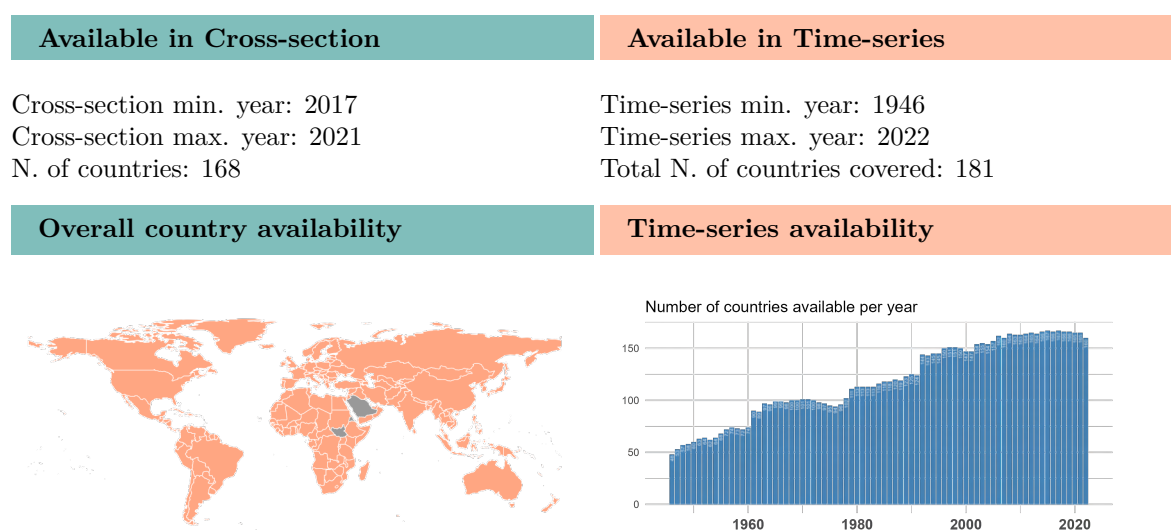 Available in Cross-section
Available in Time-series
Cross-section min. year: 2017
Cross-section max. year: 2021
N. of countries: 168
Time-series min. year: 1946
Time-series max. year: 2022
Total N. of countries covered: 181
Overall country availability
Time-series availability
Number of countries available per year
150
100
50
0
1960
1980
2000
2020